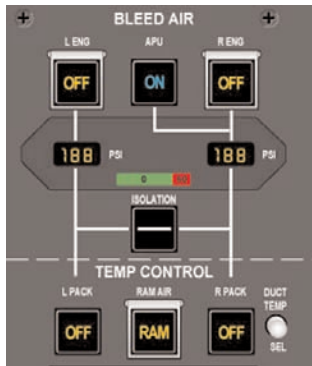 BLEED AIR
L ENG APU R ENG
OFF ON OFF
188 PSI 188 PSI
0
ISOLATION
TEMP CONTROL
L PACK RAM AIR R PACK DUCT
TEMP
OFF RAM OFF
SEL